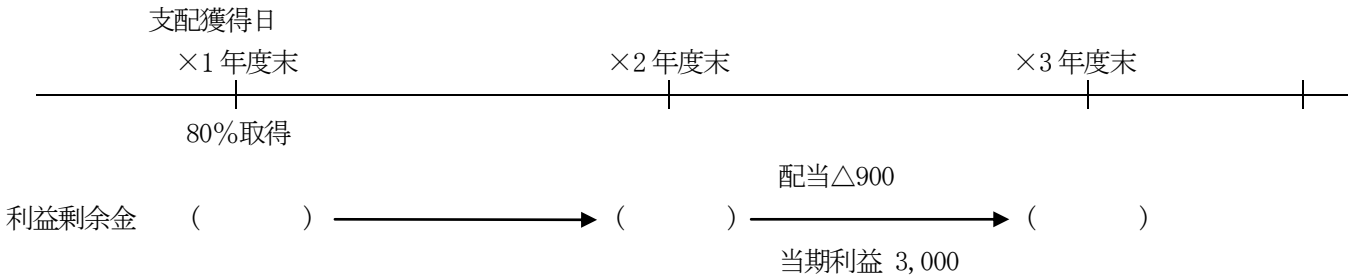 支配獲得日
×1 年度末 ×2 年度末 ×3 年度末
80%取得
配当△900
利益剰余金 ( ) ( ) ( )
当期利益 3,000